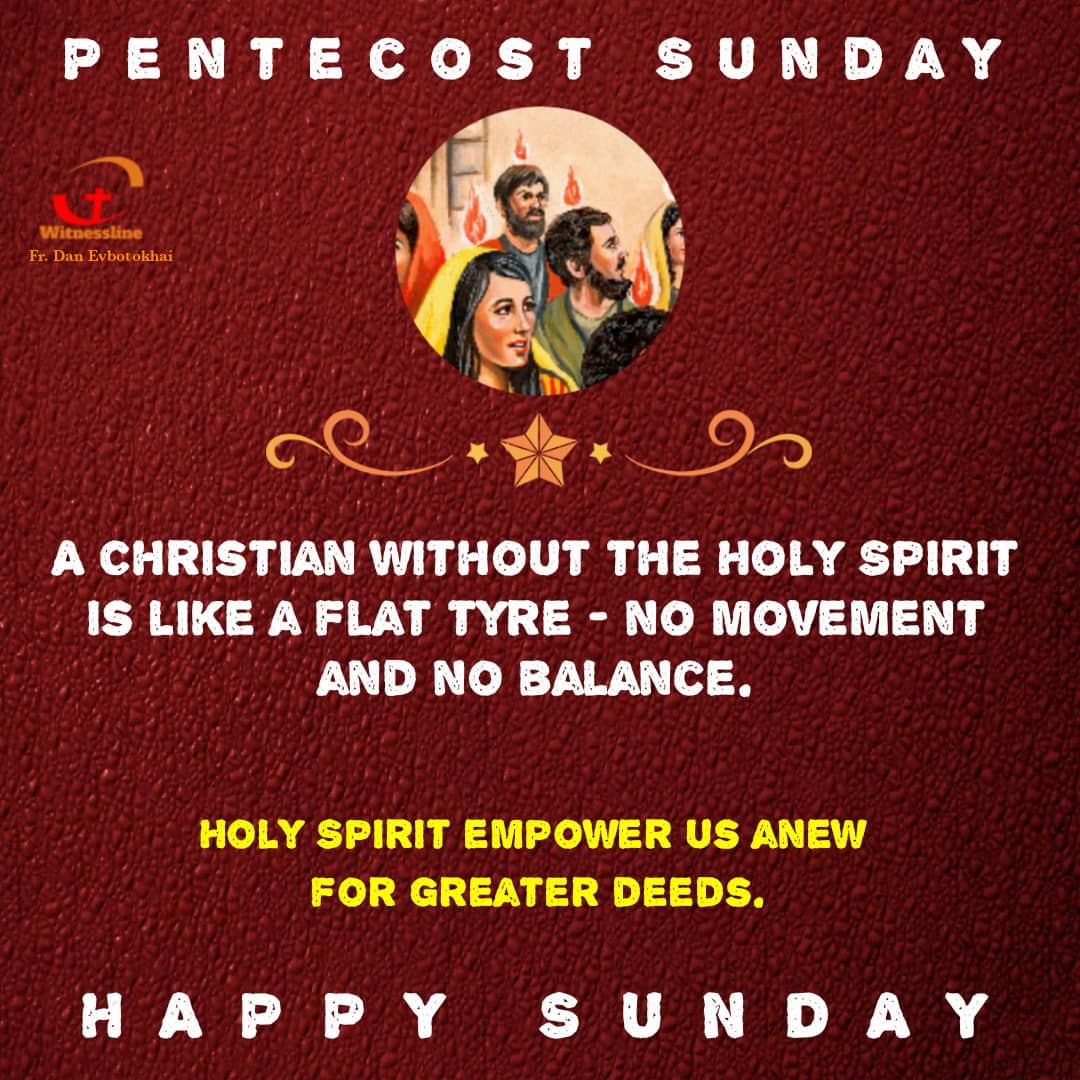 PENTECOST SUNDAY
Witnessline
Fr. Dan Evbotokhai
A CHRISTIAN WITHOUT THE HOLY SPIRIT
IS LIKE A FLAT TYRE - NO MOVEMENT
AND NO BALANCE.
HOLY SPIRIT EMPOWER US ANEW
FOR GREATER DEEDS.
HAPPY SUNDAY